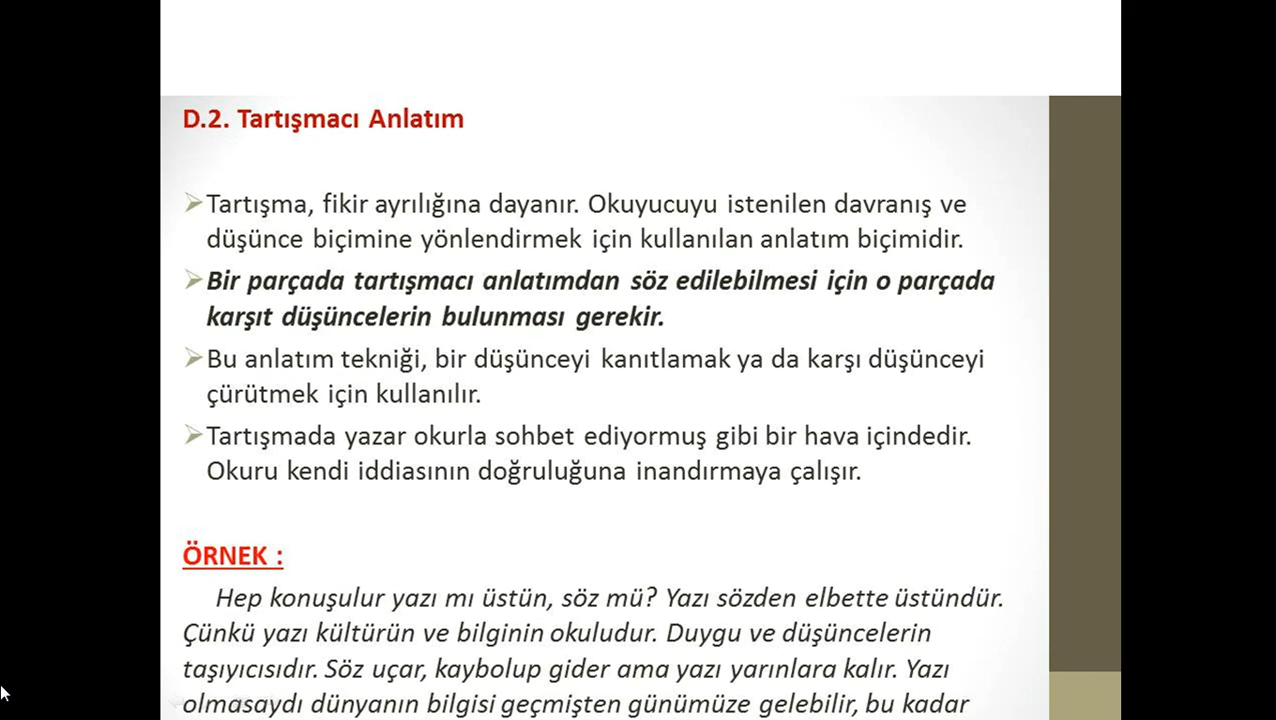 D.2. Tartışmacı Anlatım
Tartışma, fikir ayrılığına dayanır. Okuyucuyu istenilen davranış ve
düşünce biçimine yönlendirmek için kullanılan anlatım biçimidir.
Bir parçada tartışmacı anlatımdan söz edilebilmesi için o parçada
karşıt düşüncelerin bulunması gerekir.
Bu anlatım tekniği, bir düşünceyi kanıtlamak ya da karşı düşünceyi
çürütmek için kullanılır.
Tartışmada yazar okurla sohbet ediyormuş gibi bir hava içindedir.
Okuru kendi iddiasının doğruluğuna inandırmaya çalışır.
ÖRNEK :
Hep konuşulur yazı mı üstün, söz mü? Yazı sözden elbette üstündür.
Çünkü yazı kültürün ve bilginin okuludur. Duygu ve düşüncelerin
taşıyıcısıdır. Söz uçar, kaybolup gider ama yazı yarınlara kalır. Yazı
olmasaydı dünyanın bilgisi geçmişten günümüze gelebilir, bu kadar